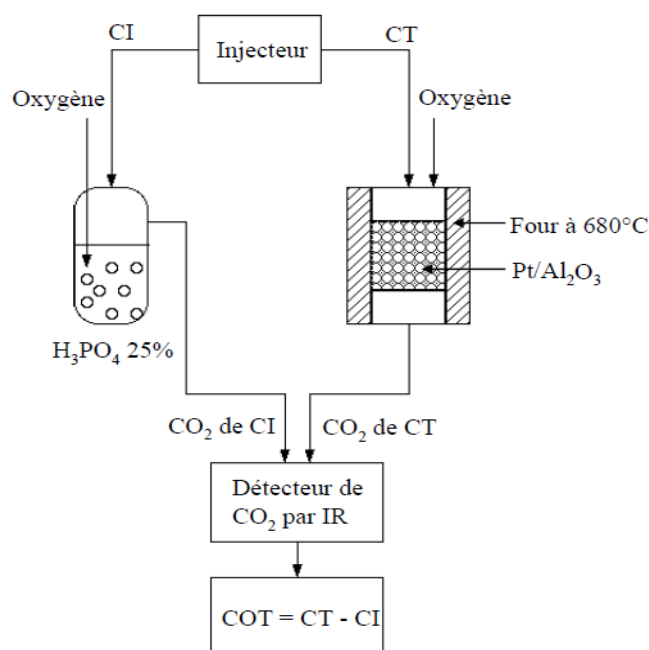 CI
Injecteur
CT
Oxygène
Oxygène
Four à 680°C
Pt/Al₂O₃
H₃PO₄ 25%
CO₂ de CI
CO₂ de CT
Détecteur de
CO₂ par IR
COT = CT - CI